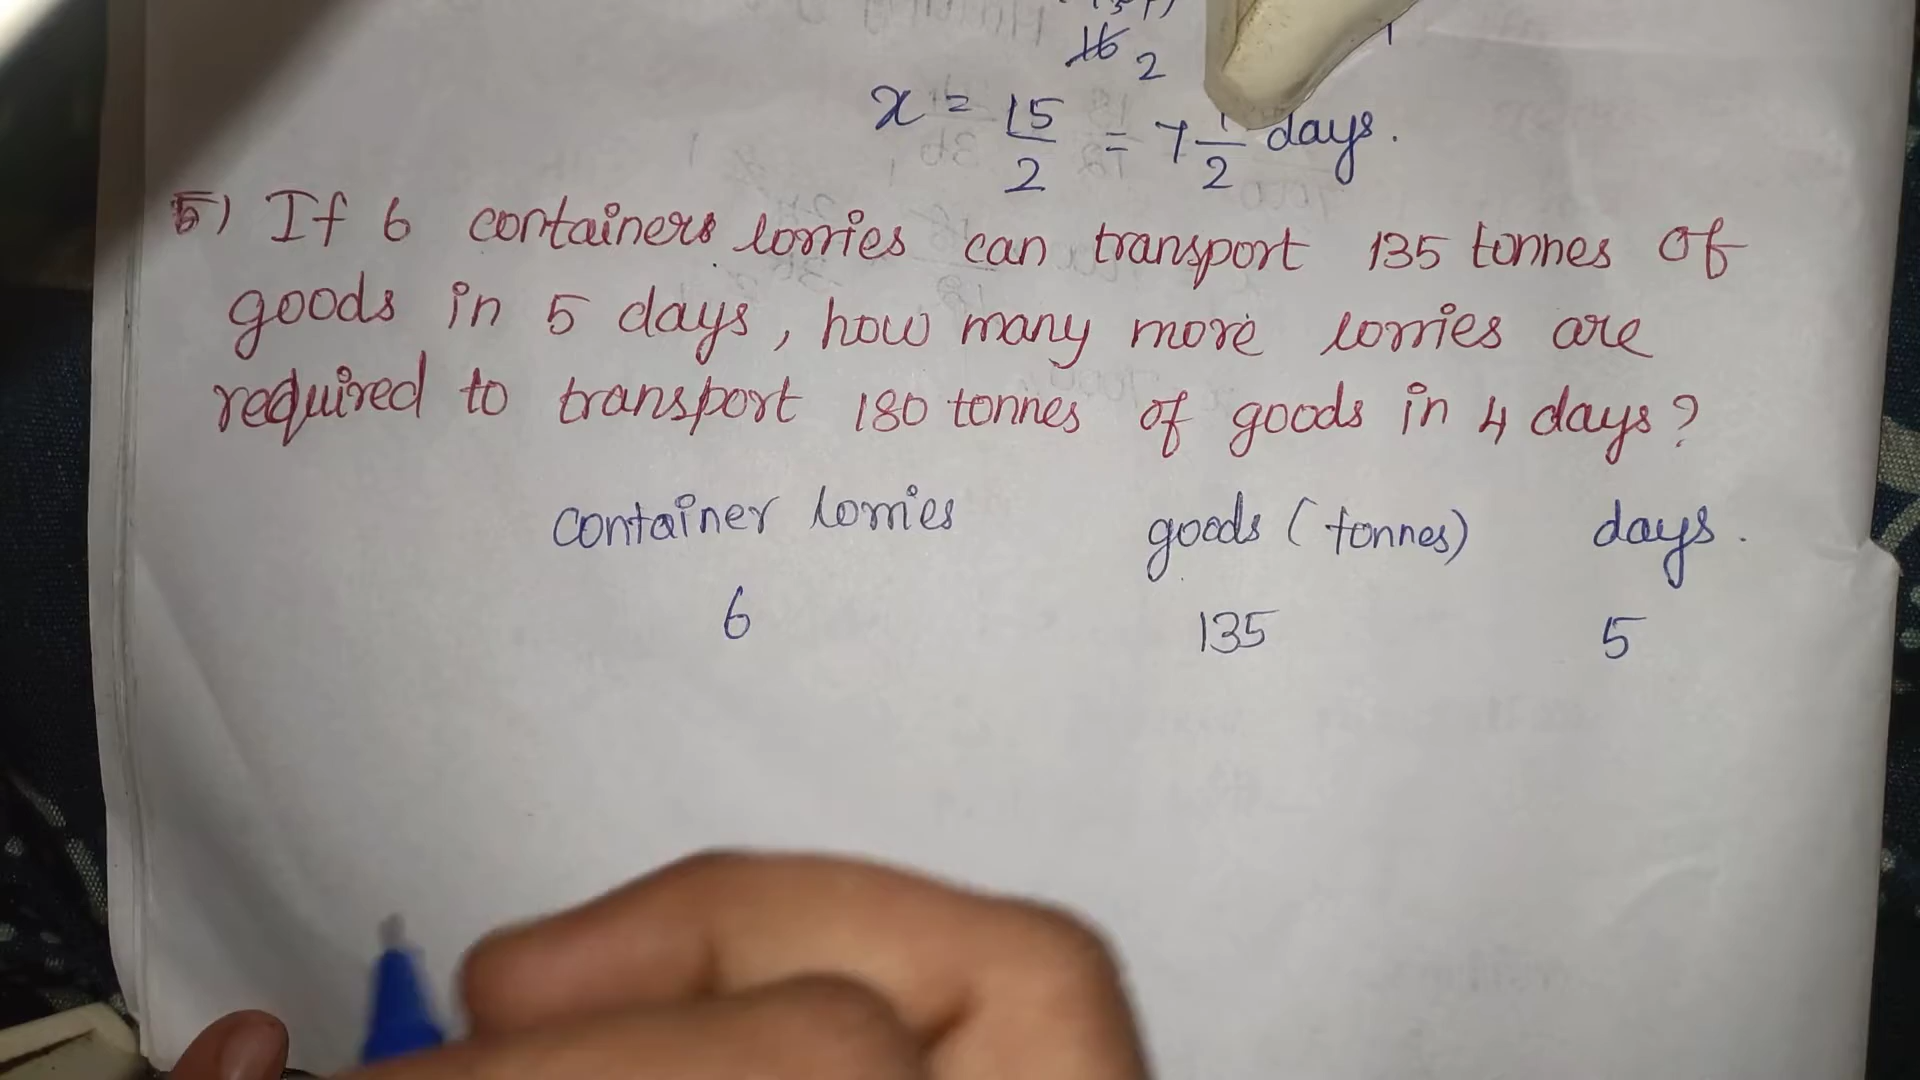 16 2
x = 15/2 = 7 1/2 days.
5) If 6 containers lorries can transport 135 tonnes of
goods in 5 days, how many more lorries are
required to transport 180 tonnes of goods in 4 days?
container lorries goods (tonnes) days.
6 135 5